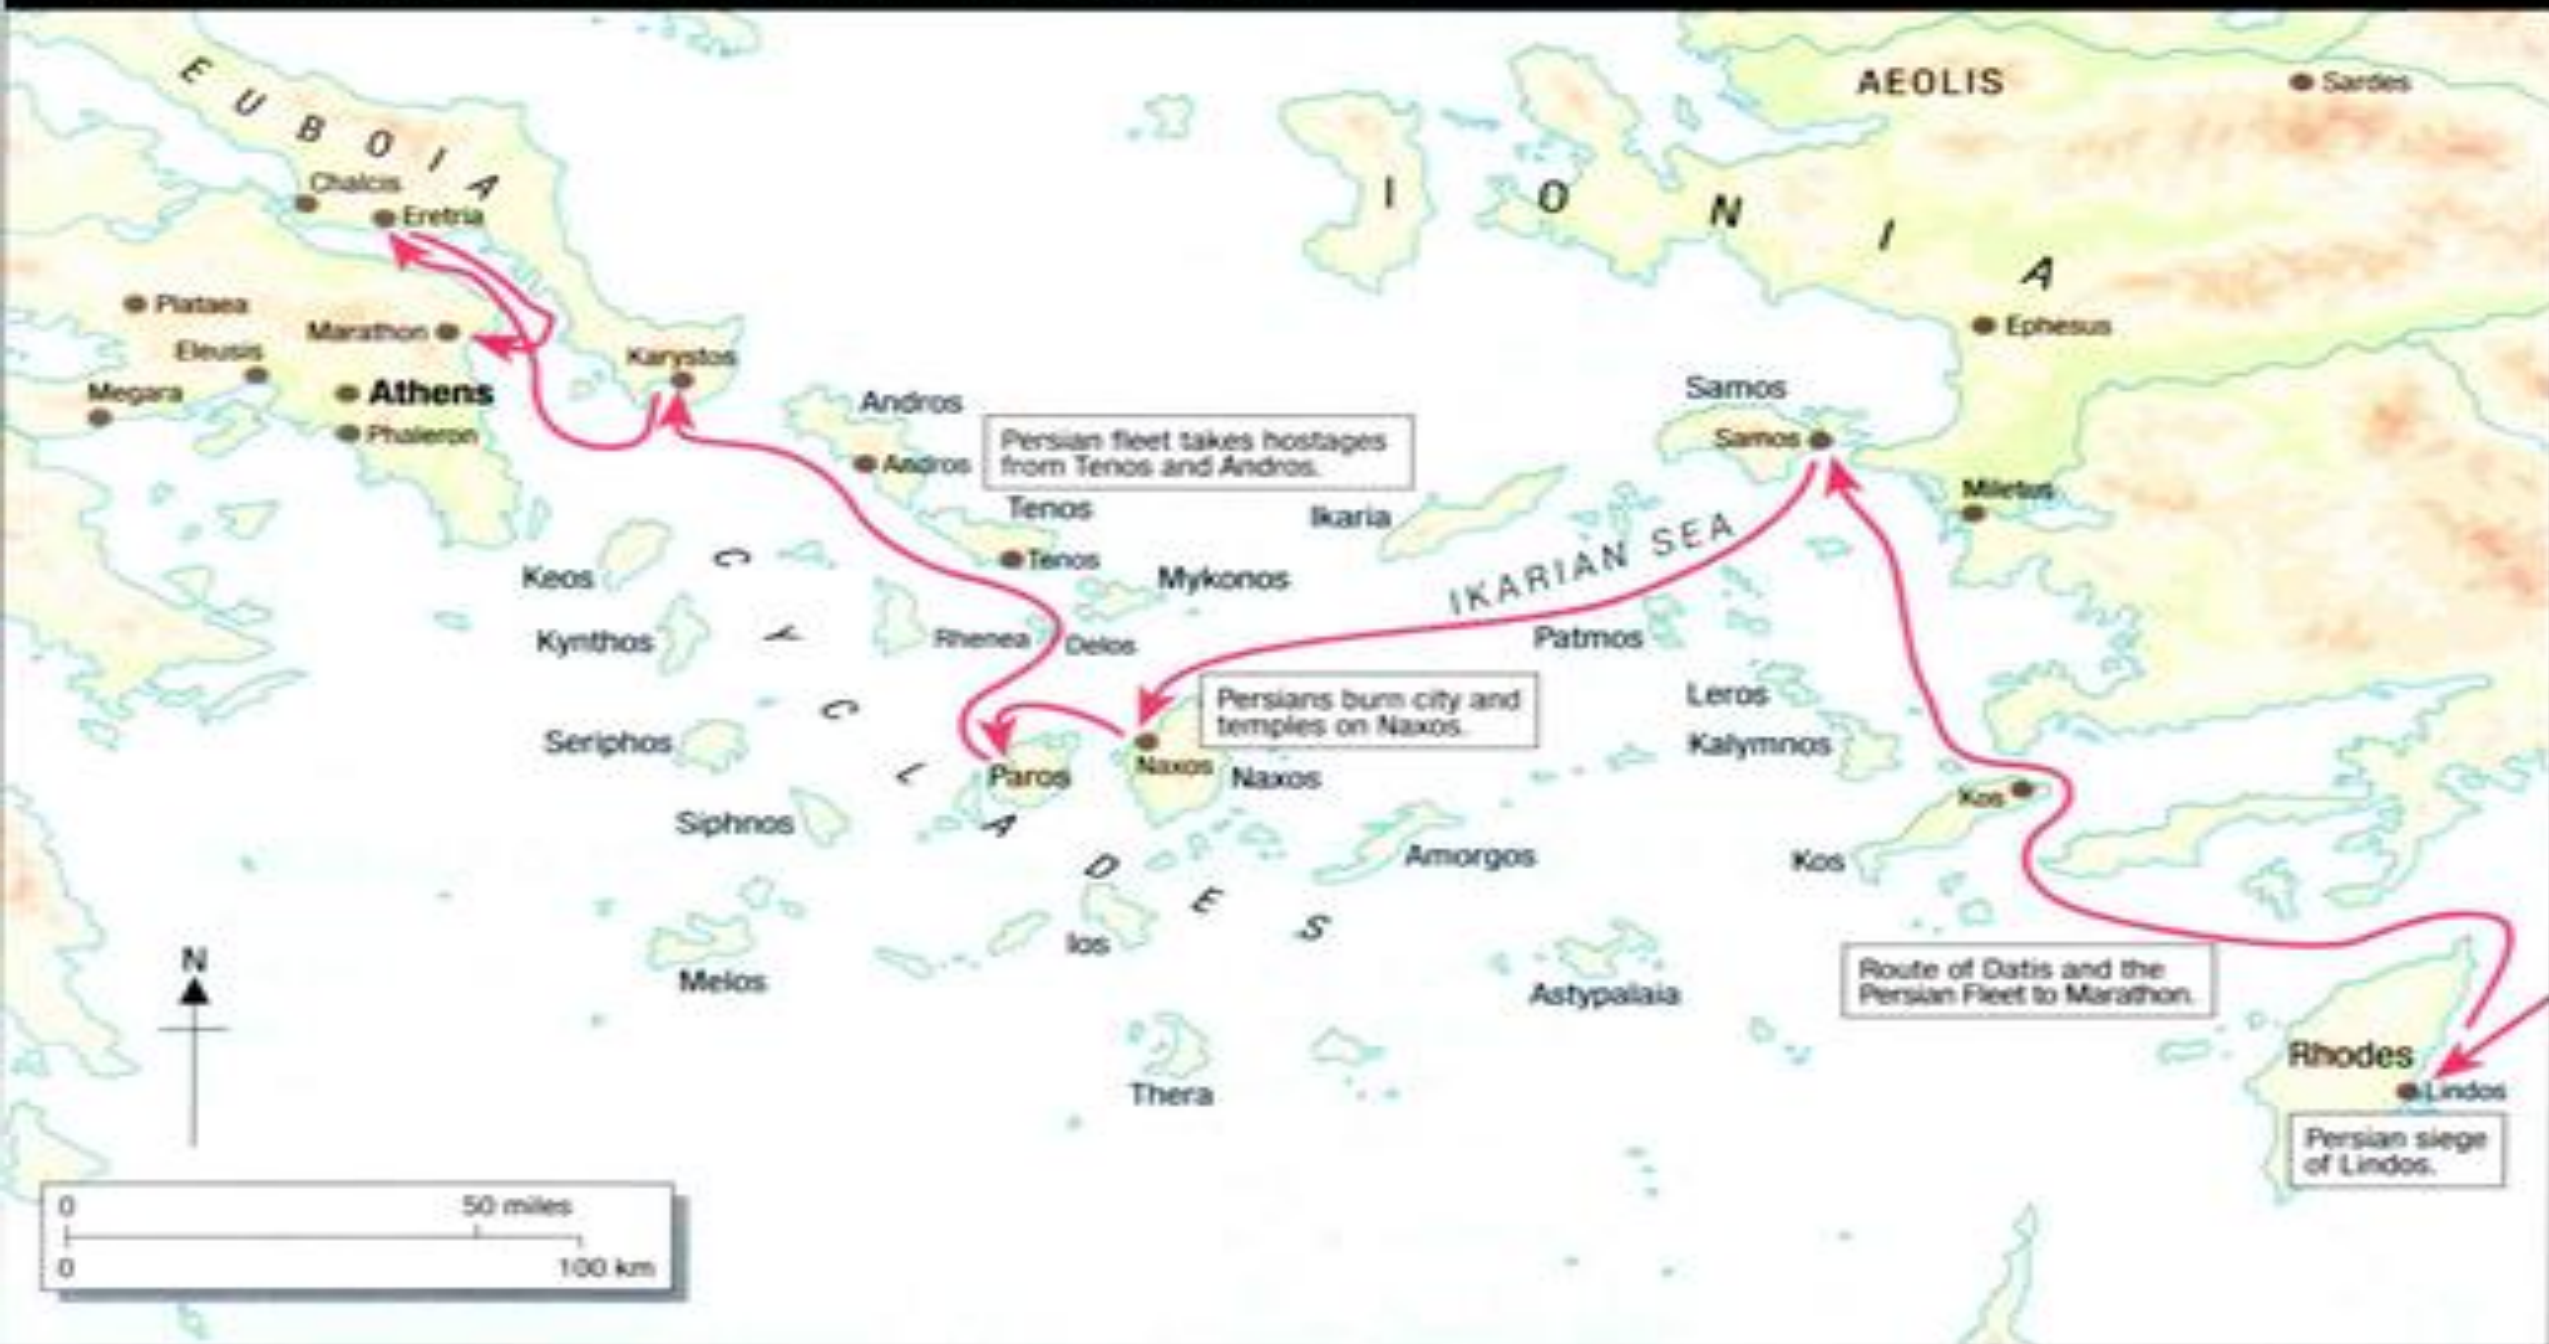 EUBOIA
AEOLIS
Sardes
Chalcis
Eretria
IONIA
Plataea
Marathon
Ephesus
Eleusis
Karystos
Megara
Athens
Samos
Andros
Phaleron
Persian fleet takes hostages
from Tenos and Andros.
Samos
Andros
Miletus
Tenos
Ikaria
IKARIAN SEA
Tenos
Keos
Mykonos
CYCLADES
Kynthos
Rhenea
Delos
Patmos
Persians burn city and
temples on Naxos.
Leros
Seriphos
Kalymnos
Paros
Naxos
Naxos
Kos
Siphnos
Amorgos
Kos
Ios
N
Melos
Astypalaia
Route of Datis and the
Persian Fleet to Marathon.
Rhodes
Thera
Lindos
Persian siege
of Lindos.
0
50 miles
0
100 km